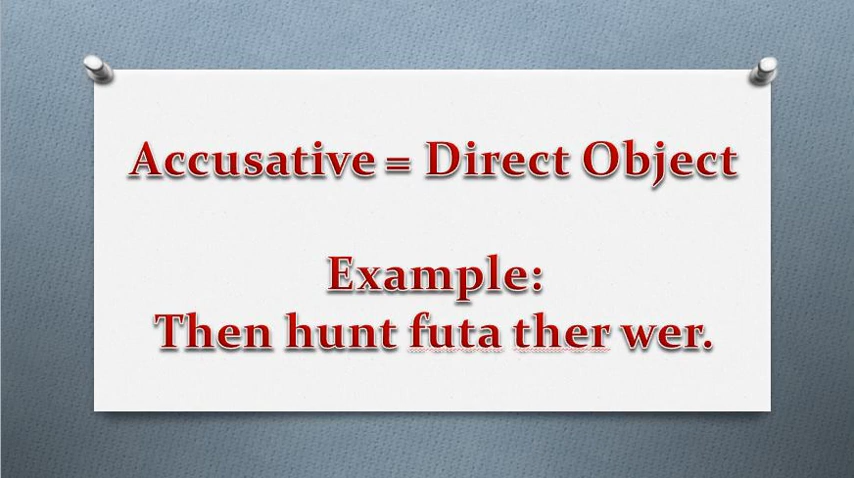 Accusative = Direct Object
Example:
Then hunt futa ther wer.